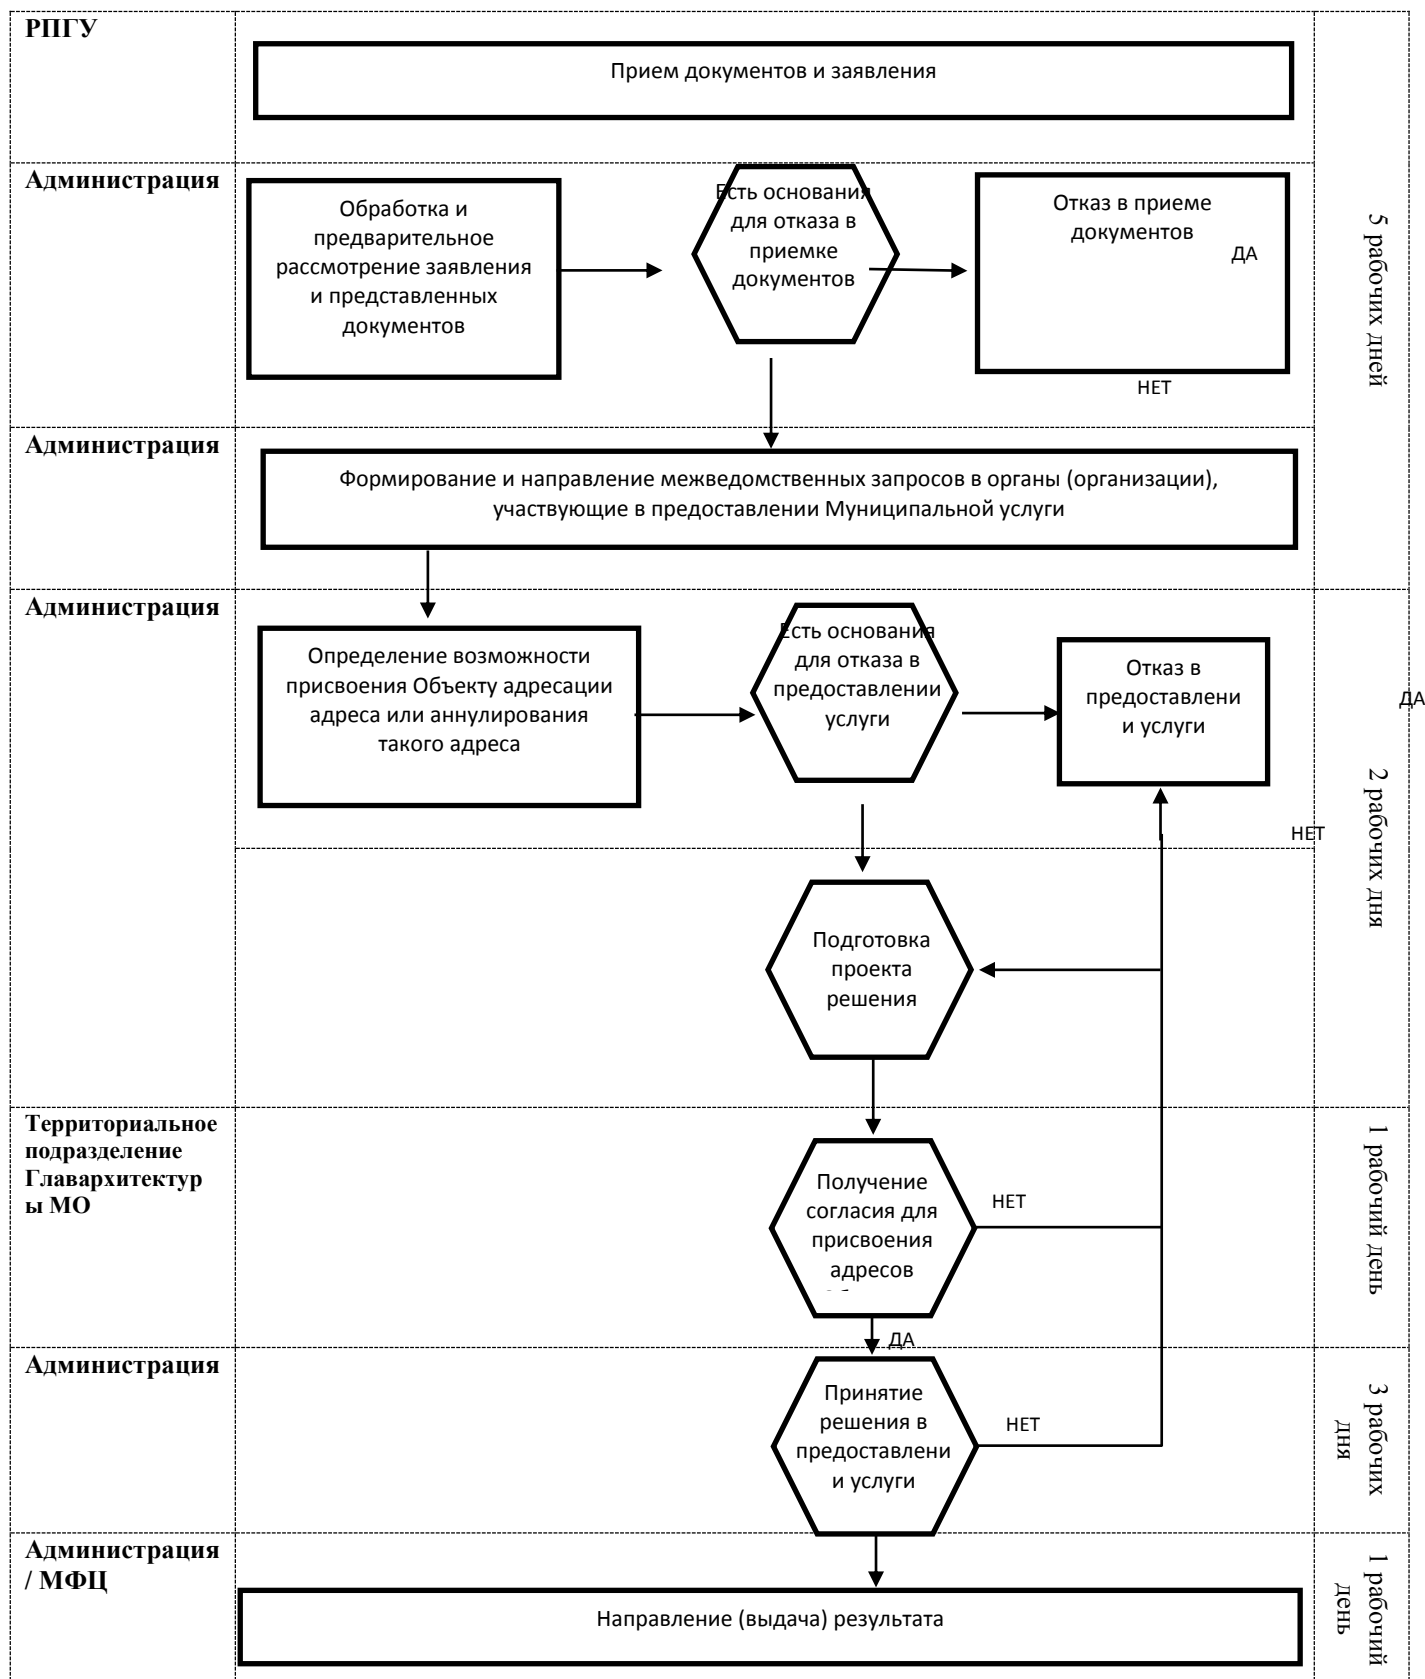 РПГУ
Прием документов и заявления
Администрация
Обработка и
предварительное
рассмотрение заявления
и представленных
документов
Есть основания
для отказа в
приемке
документов
Отказ в приеме
документов
ДА
НЕТ
5 рабочих дней
Администрация
Формирование и направление межведомственных запросов в органы (организации),
участвующие в предоставлении Муниципальной услуги
Администрация
Определение возможности
присвоения Объекту адресации
адреса или аннулирования
такого адреса
Есть основания
для отказа в
предоставлении
услуги
Отказ в
предоставлени
и услуги
ДА
НЕТ
2 рабочих дня
Подготовка
проекта
решения
Территориальное
подразделение
Главархитектур
ы МО
Получение
согласия для
присвоения
адресов
НЕТ
ДА
1 рабочий день
Администрация
Принятие
решения в
предоставлени
и услуги
НЕТ
3 рабочих
дня
Администрация
/ МФЦ
Направление (выдача) результата
1 рабочий
день